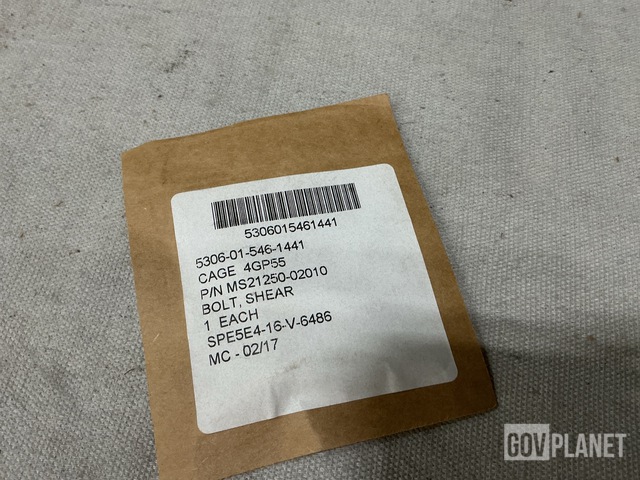 5306015461441
5306-01-546-1441
CAGE 4GP55
P/N MS21250-02010
BOLT, SHEAR
1 EACH
SPE5E4-16-V-6486
MC - 02/17
GOVPLANET